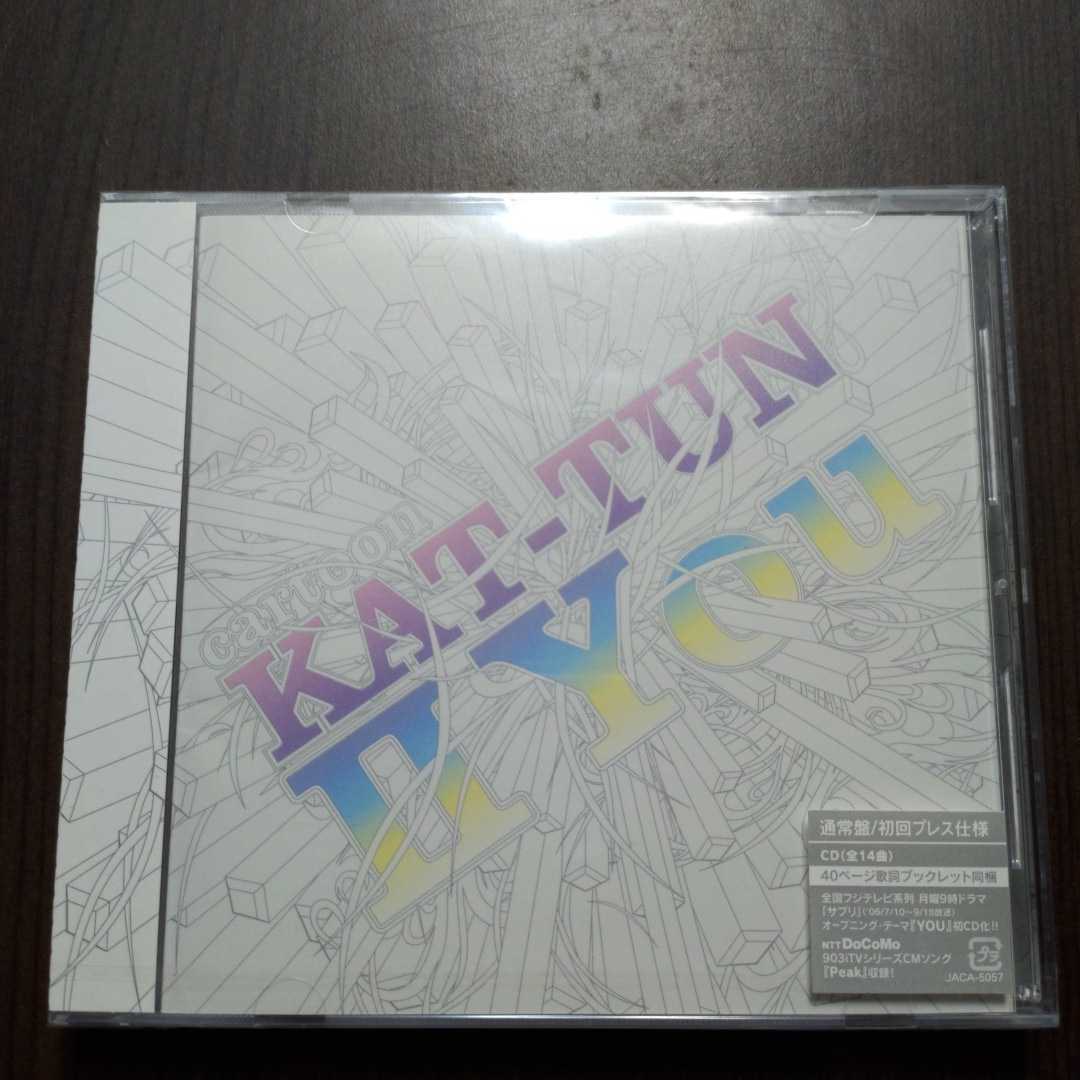 cartoon
KAT-TUN
II You
通常盤/初回プレス仕様
CD(全14曲)
40ページ歌詞ブックレット同梱
全国フジテレビ系列 月曜9時ドラマ
「サプリ」('06/7/10〜9/18放送)
オープニング・テーマ『YOU』初CD化!!
NTT DoCoMo
903iTVシリーズCMソング
『Peak』収録!
プラ
JACA-5057